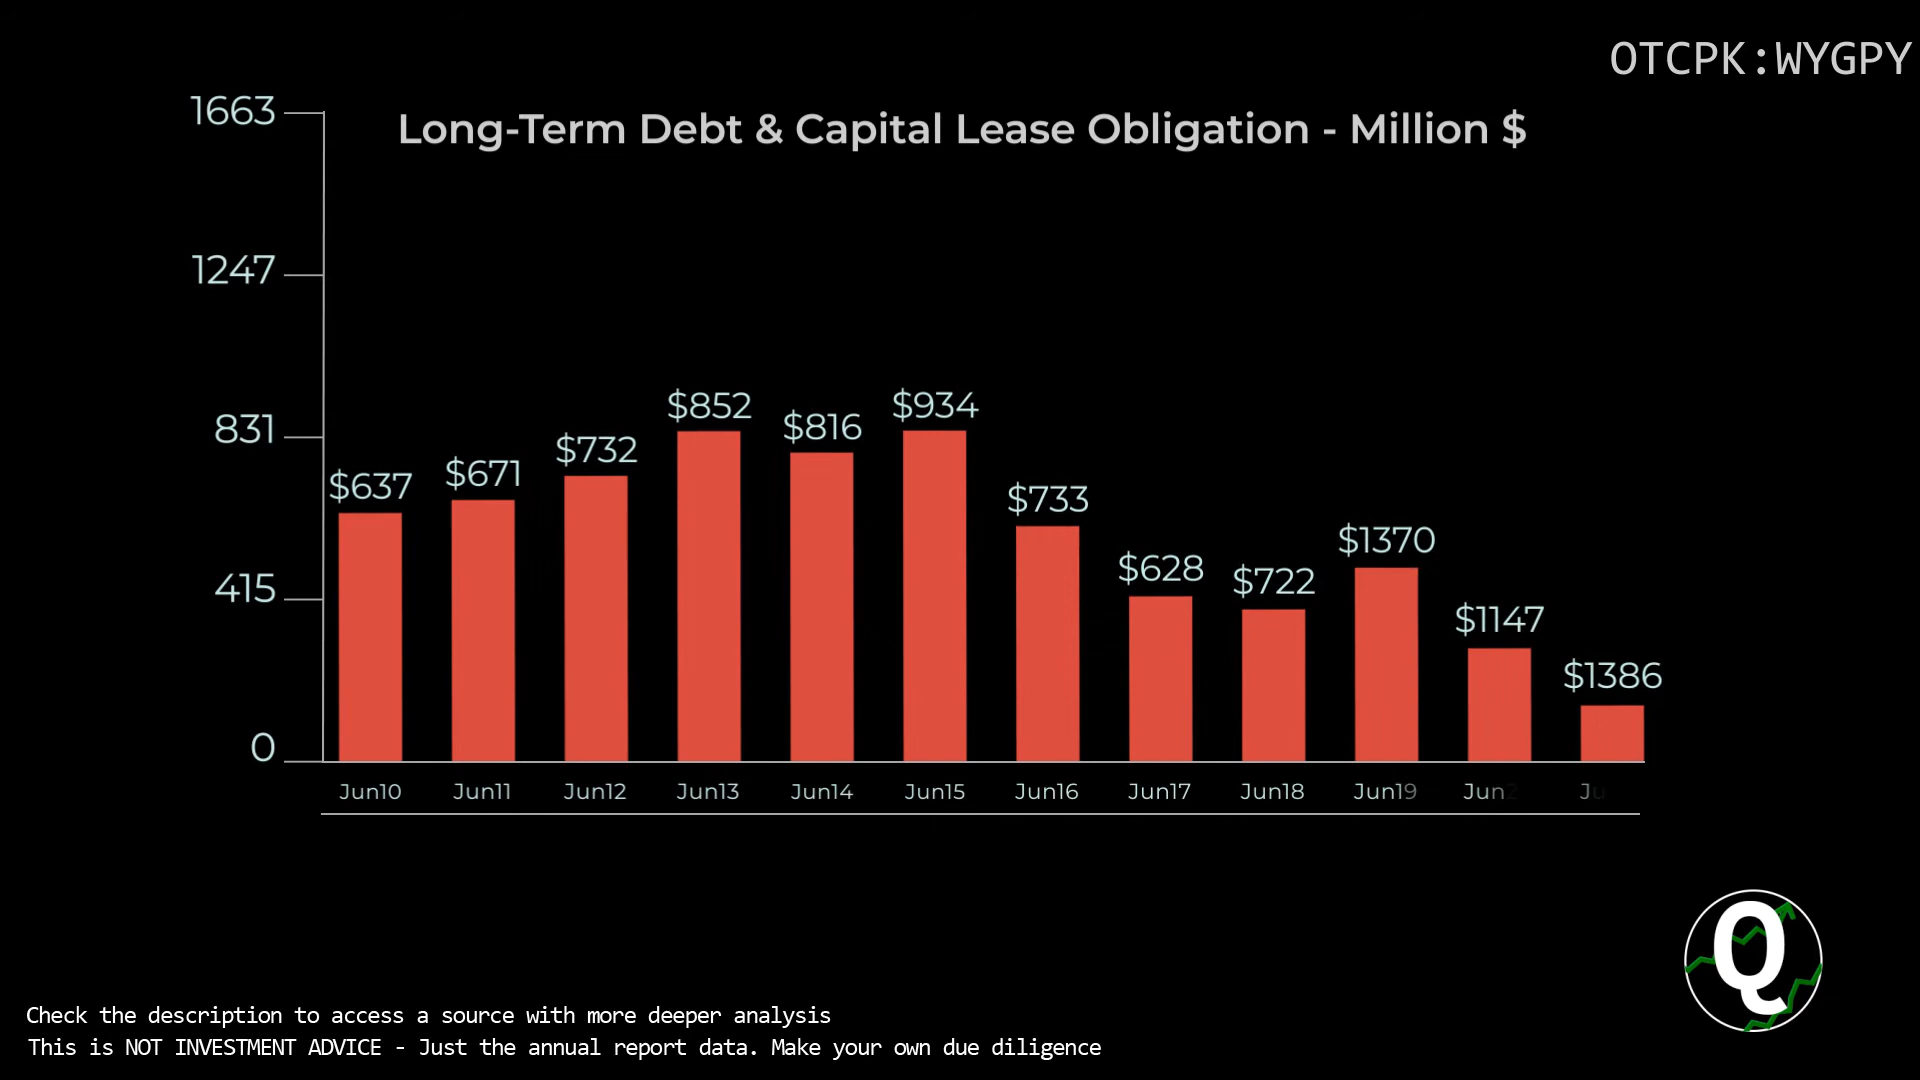 OTCPK:WYGPY
Long-Term Debt & Capital Lease Obligation - Million $
1663
1247
831
415
0
$637 $671 $732 $852 $816 $934 $733 $628 $722 $1370 $1147 $1386
Jun10 Jun11 Jun12 Jun13 Jun14 Jun15 Jun16 Jun17 Jun18 Jun19 Jun2 Ju
Q
Check the description to access a source with more deeper analysis
This is NOT INVESTMENT ADVICE - Just the annual report data. Make your own due diligence